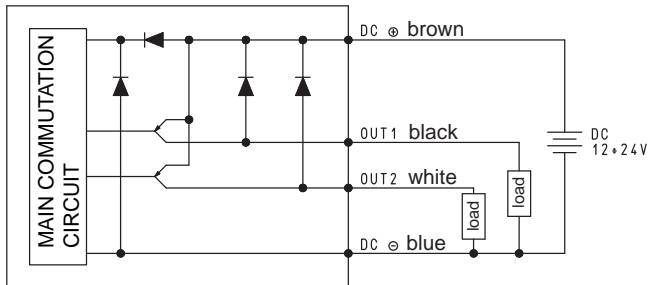 MAIN COMMUTATION
CIRCUIT
DC ⊕ brown
OUT1 black
OUT2 white
DC ⊖ blue
load
load
DC
12÷24V